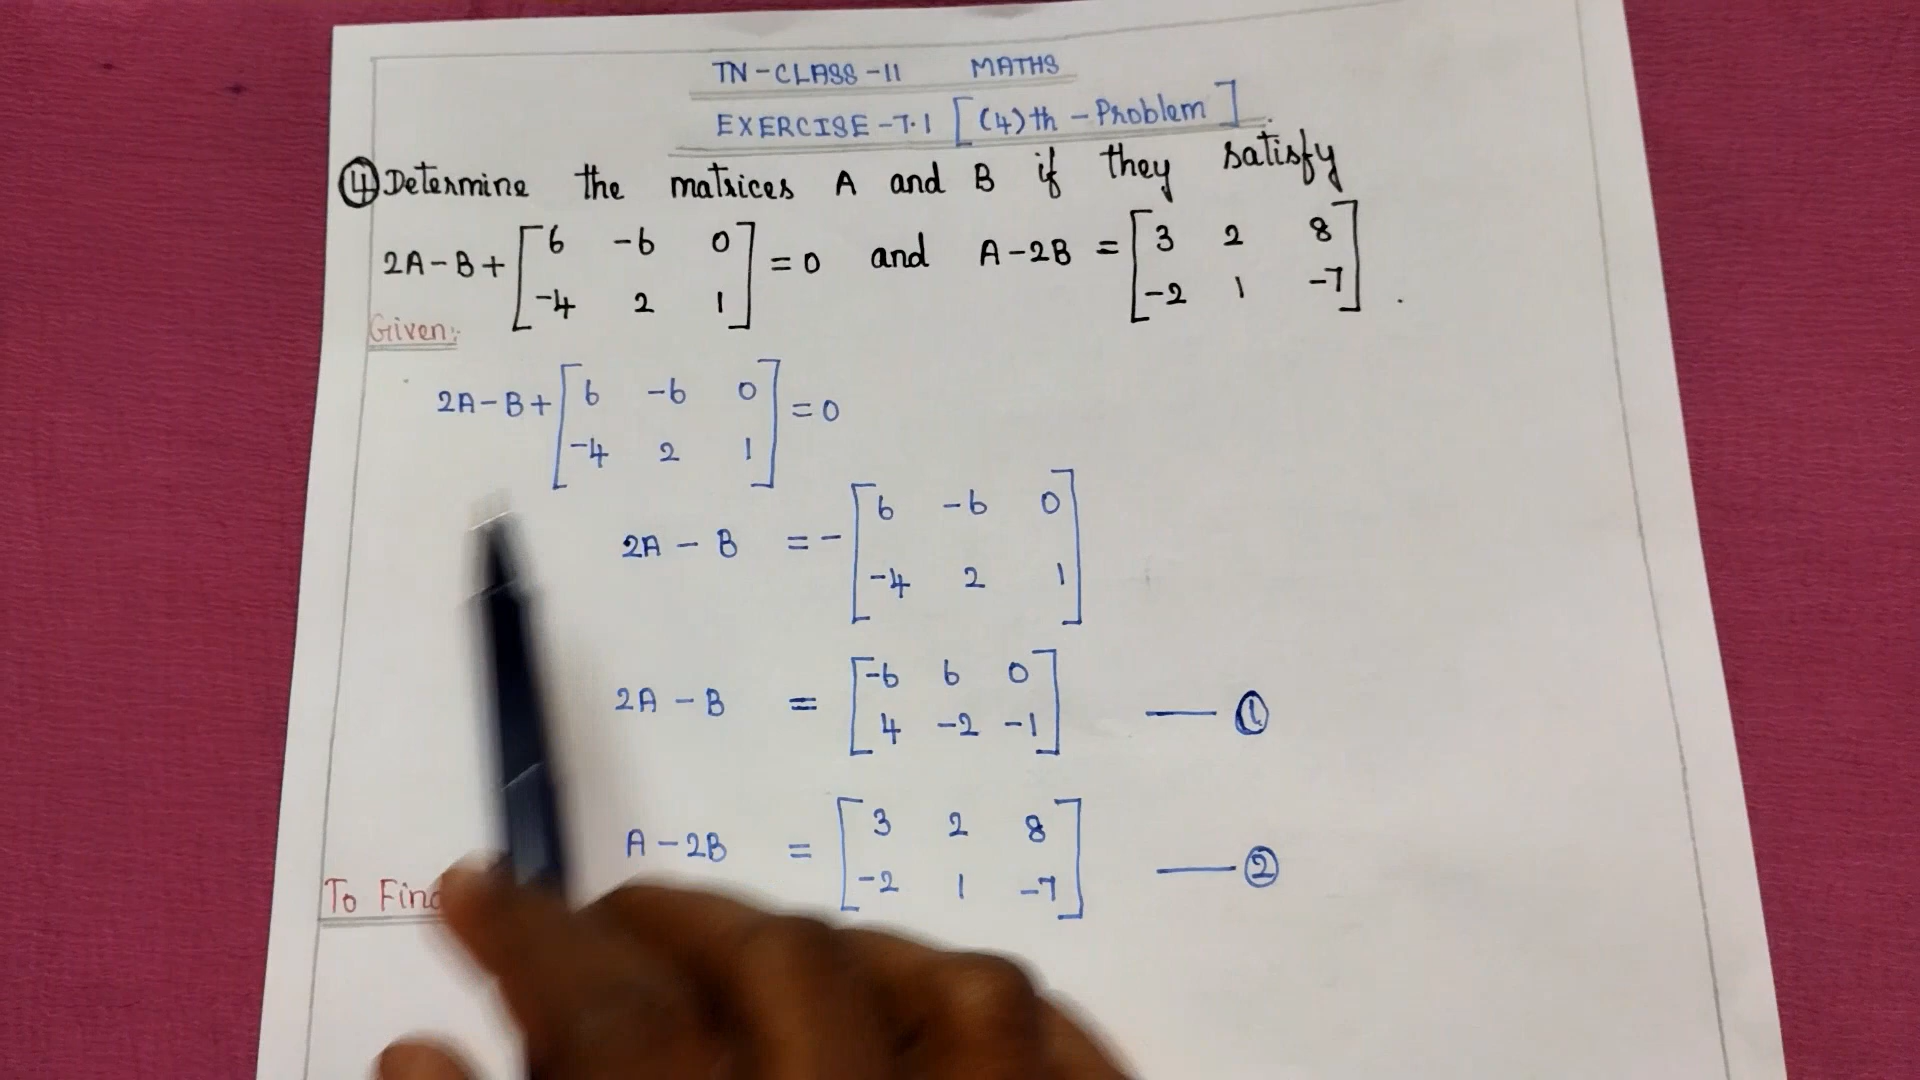 TN-CLASS-11 MATHS
EXERCISE-7.1 [(4)th-Problem].
④ Determine the matrices A and B if they satisfy
2A-B+[6 -6 0
-4 2 1] =0 and A-2B = [3 2 8
-2 1 -7].
Given:
2A-B+[6 -6 0
-4 2 1] =0
2A - B = -[6 -6 0
-4 2 1]
2A - B = [-6 6 0
4 -2 -1] — ①
A-2B = [3 2 8
-2 1 -7] — ②
To